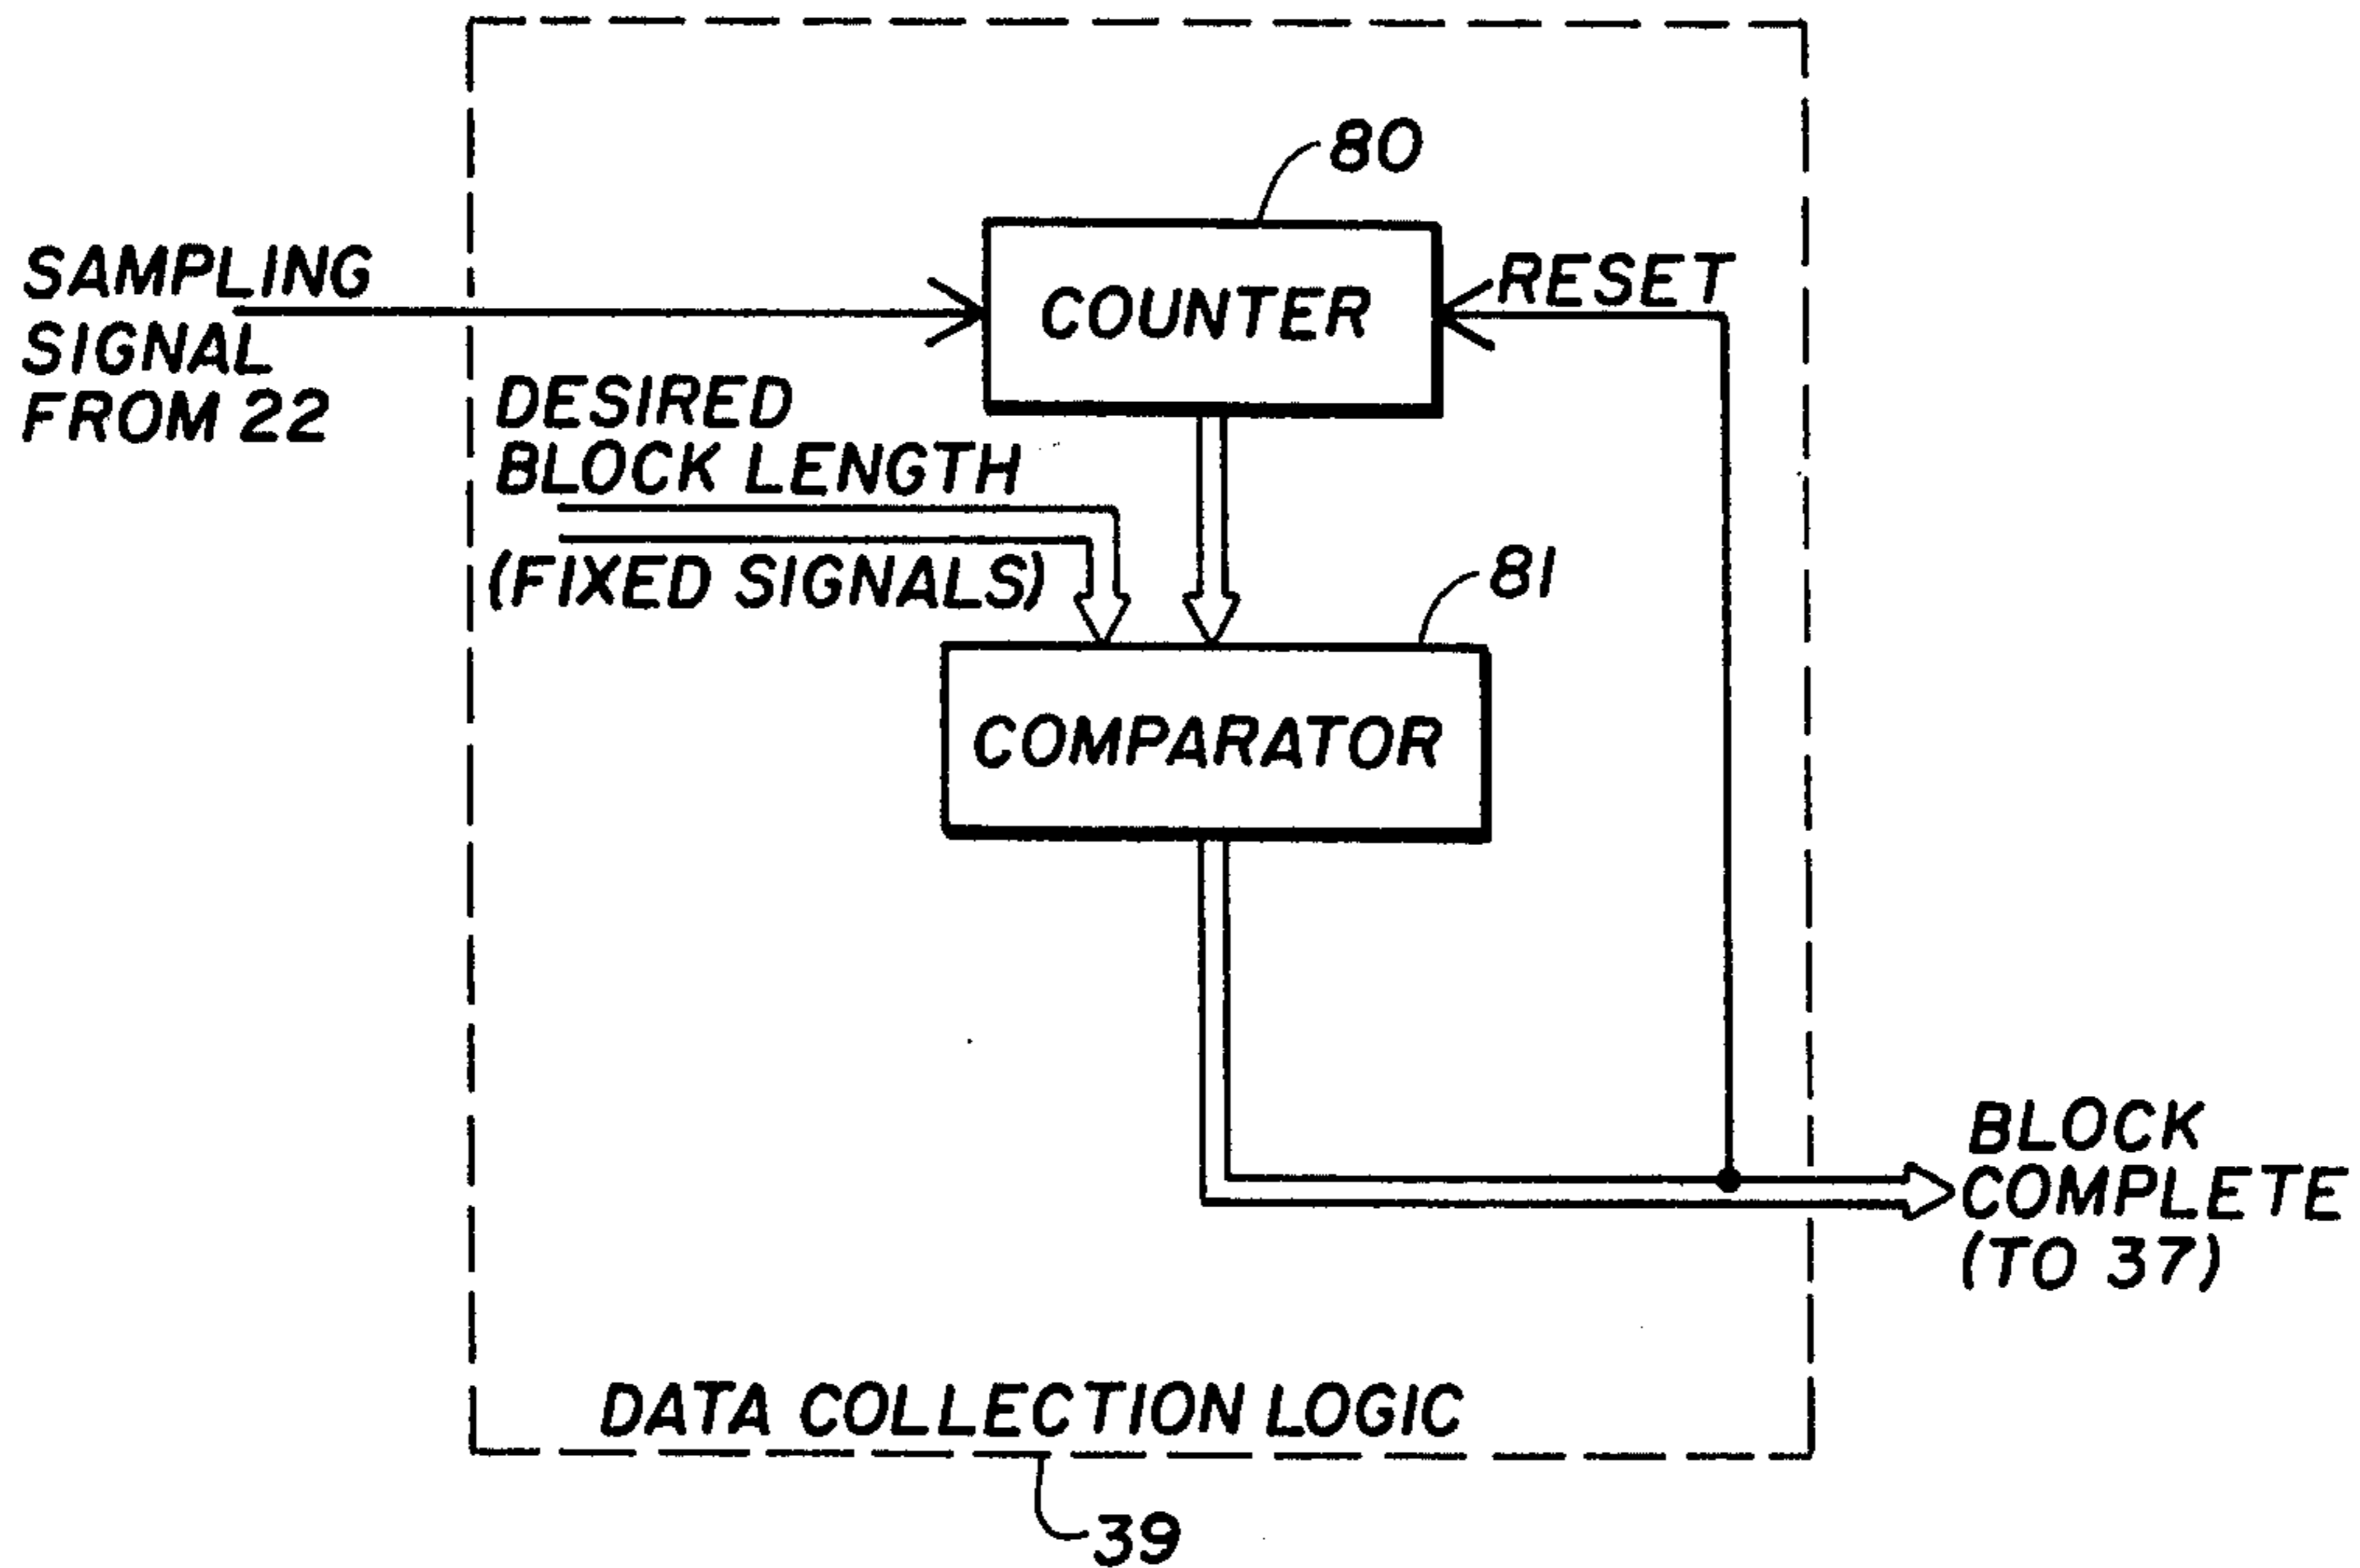 80
SAMPLING
SIGNAL
FROM 22
COUNTER
RESET
DESIRED
BLOCK LENGTH
(FIXED SIGNALS)
81
COMPARATOR
BLOCK
COMPLETE
(TO 37)
DATA COLLECTION LOGIC
39